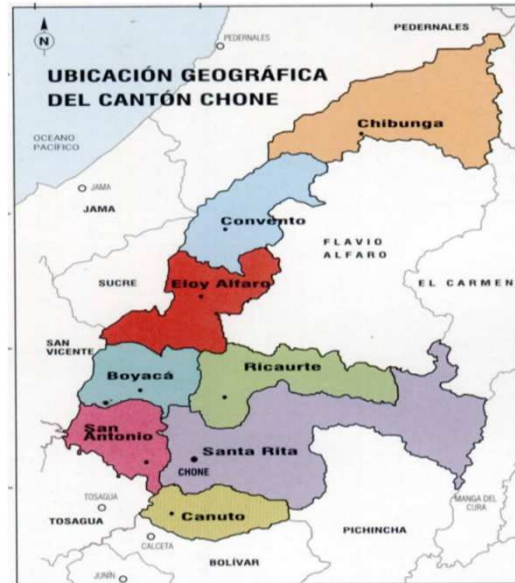 PEDERNALES
N
PEDERNALES
UBICACIÓN GEOGRÁFICA
DEL CANTÓN CHONE
Chibunga
OCEANO
PACÍFICO
JAMA
JAMA
Convento
FLAVIO
ALFARO
SUCRE
Eloy Alfaro
EL CARMEN
SAN
VICENTE
Boyacá
Ricaurte
San
Antonio
Santa Rita
CHONE
TOSAGUA
MANGA DEL
CURA
TOSAGUA
Canuto
PICHINCHA
CALCETA
BOLÍVAR
JUNÍN